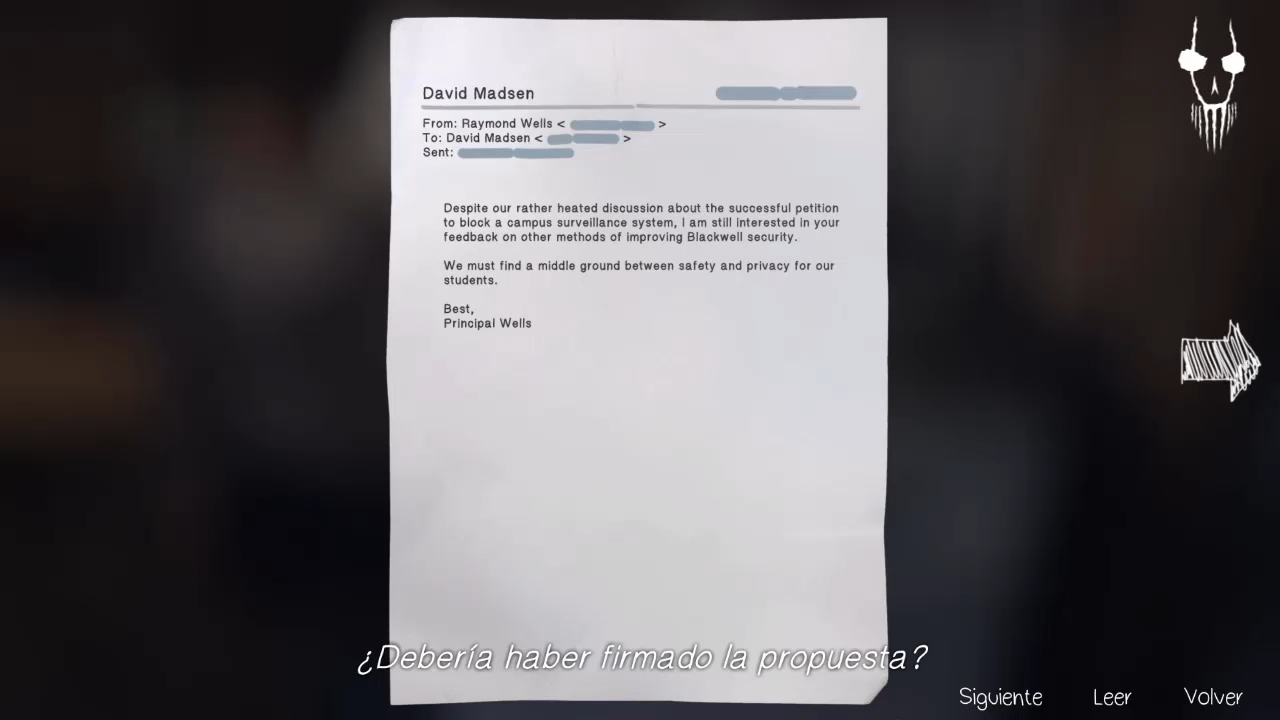 David Madsen
From: Raymond Wells < >
To: David Madsen < >
Sent:
Despite our rather heated discussion about the successful petition
to block a campus surveillance system, I am still interested in your
feedback on other methods of improving Blackwell security.
We must find a middle ground between safety and privacy for our
students.
Best,
Principal Wells
¿Debería haber firmado la propuesta?
Siguiente Leer Volver